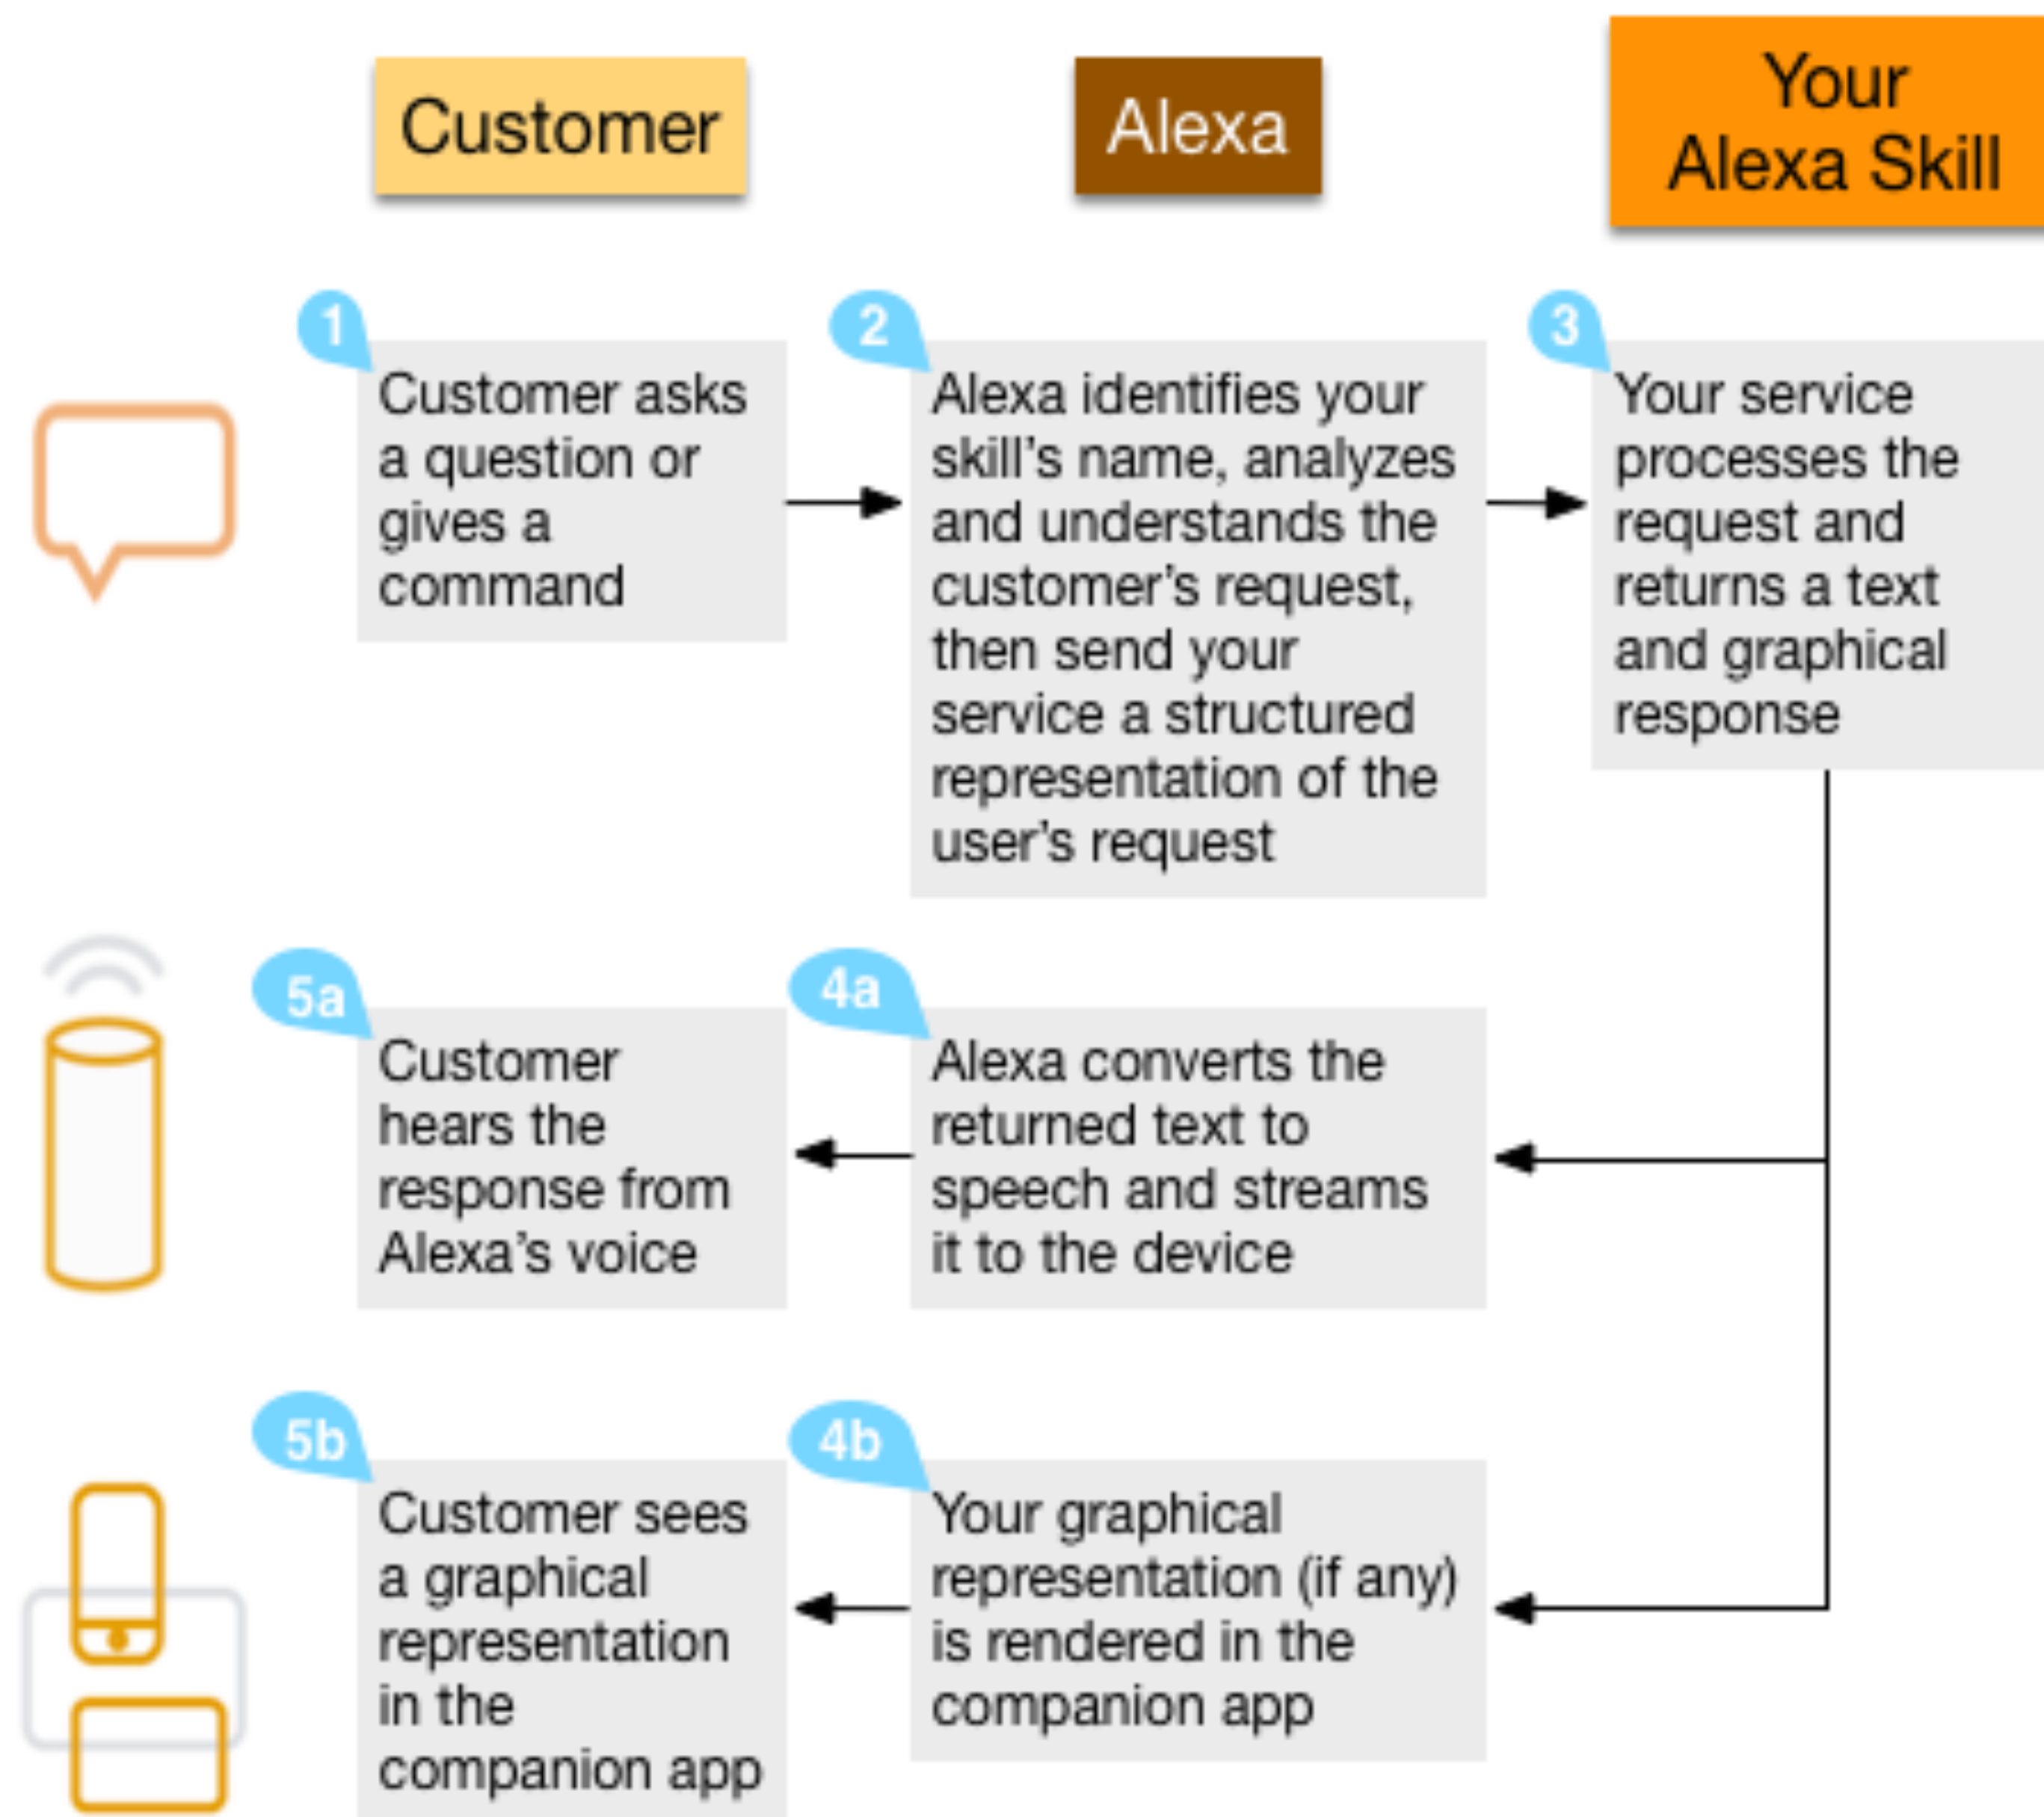 Customer
Alexa
Your
Alexa Skill
1
Customer asks
a question or
gives a
command
2
Alexa identifies your
skill's name, analyzes
and understands the
customer's request,
then send your
service a structured
representation of the
user's request
3
Your service
processes the
request and
returns a text
and graphical
response
5a
Customer
hears the
response from
Alexa's voice
4a
Alexa converts the
returned text to
speech and streams
it to the device
5b
Customer sees
a graphical
representation
in the
companion app
4b
Your graphical
representation (if any)
is rendered in the
companion app